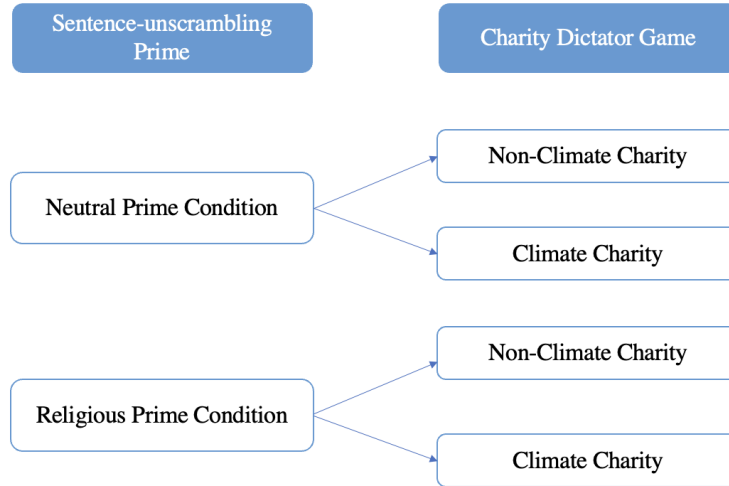 Sentence-unscrambling
Prime
Charity Dictator Game
Non-Climate Charity
Neutral Prime Condition
Climate Charity
Non-Climate Charity
Religious Prime Condition
Climate Charity